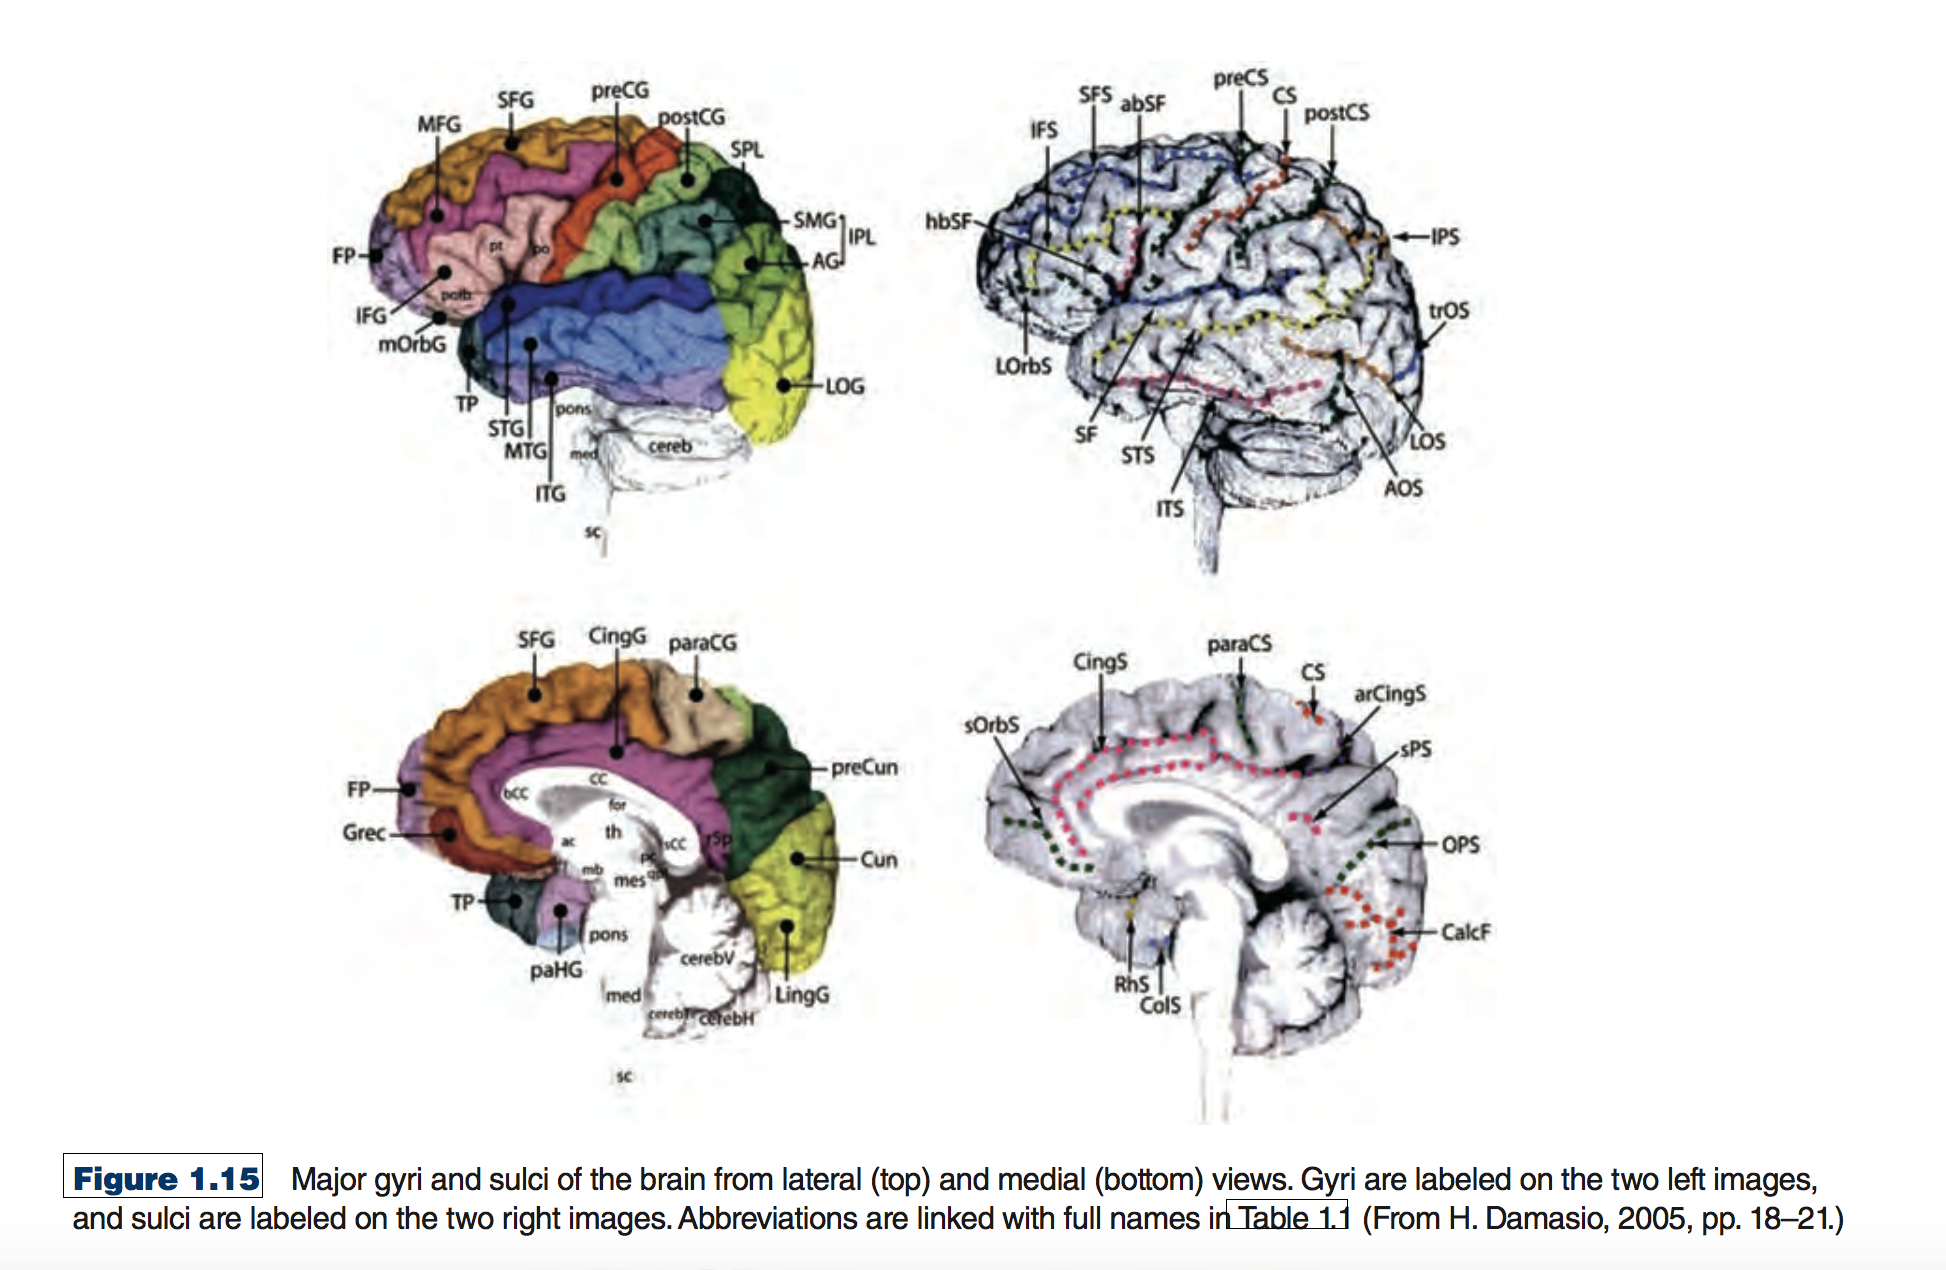 SFG
preCG
MFG
postCG
SPL
SMG
IPL
FP
AG
pt
po
porb
IFG
mOrbG
TP
STG
MTG
ITG
pons
med
cereb
sc
LOG
preCS
SFS
abSF
CS
postCS
IFS
hbSF
IPS
trOS
LOrbS
SF
STS
ITS
LOS
AOS
SFG
CingG
paraCG
FP
Grec
preCun
Cun
cc
bCC
for
th
ac
sCC
rSp
pc
mb
mes
TP
pons
paHG
cerebV
med
LingG
cerebH
sc
paraCS
CingS
CS
arCingS
sOrbS
sPS
OPS
CalcF
RhS
ColS
Figure 1.15 Major gyri and sulci of the brain from lateral (top) and medial (bottom) views. Gyri are labeled on the two left images,
and sulci are labeled on the two right images. Abbreviations are linked with full names in Table 1.1 (From H. Damasio, 2005, pp. 18–21.)